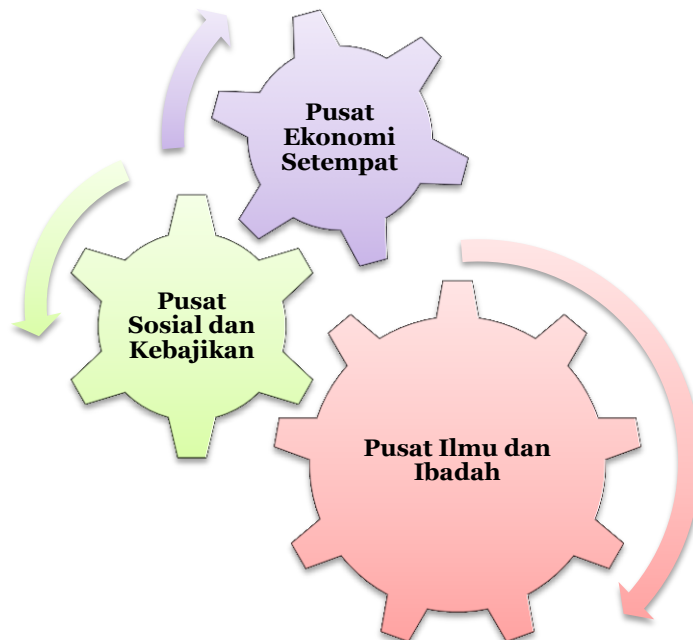 Pusat
Ekonomi
Setempat
Pusat
Sosial dan
Kebajikan
Pusat Ilmu dan
Ibadah